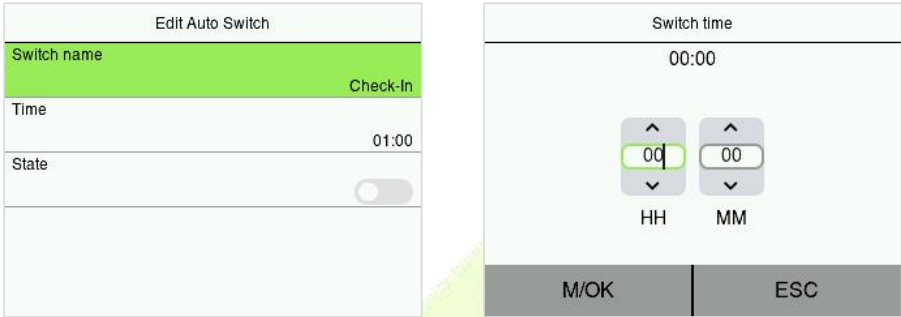 Edit Auto Switch
Switch name
Check-In
Time
01:00
State
Switch time
00:00
00 00
HH MM
M/OK ESC